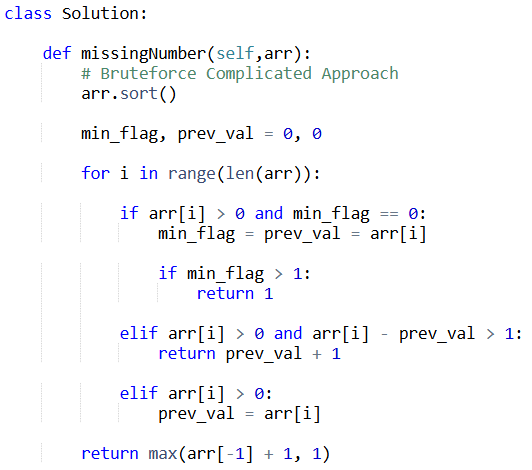 class Solution:
    def missingNumber(self,arr):
        # Bruteforce Complicated Approach
        arr.sort()
        min_flag, prev_val = 0, 0
        for i in range(len(arr)):
            if arr[i] > 0 and min_flag == 0:
                min_flag = prev_val = arr[i]
                if min_flag > 1:
                    return 1
            elif arr[i] > 0 and arr[i] - prev_val > 1:
                return prev_val + 1
            elif arr[i] > 0:
                prev_val = arr[i]
        return max(arr[-1] + 1, 1)